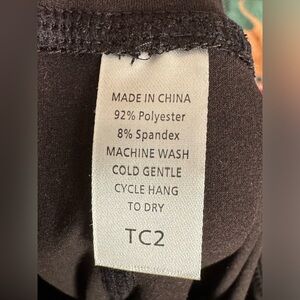 MADE IN CHINA
92% Polyester
8% Spandex
MACHINE WASH
COLD GENTLE
CYCLE HANG
TO DRY
TC2